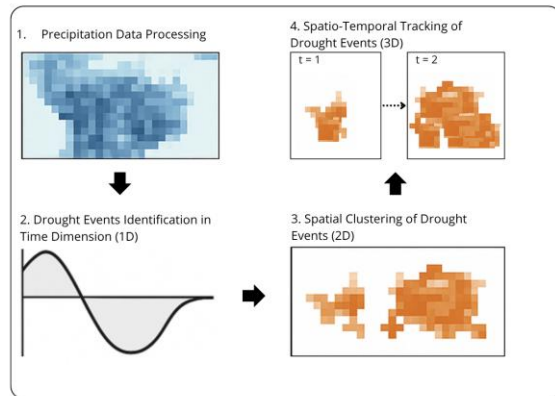 1. Precipitation Data Processing
2. Drought Events Identification in
Time Dimension (1D)
3. Spatial Clustering of Drought
Events (2D)
4. Spatio-Temporal Tracking of
Drought Events (3D)
t = 1
t = 2